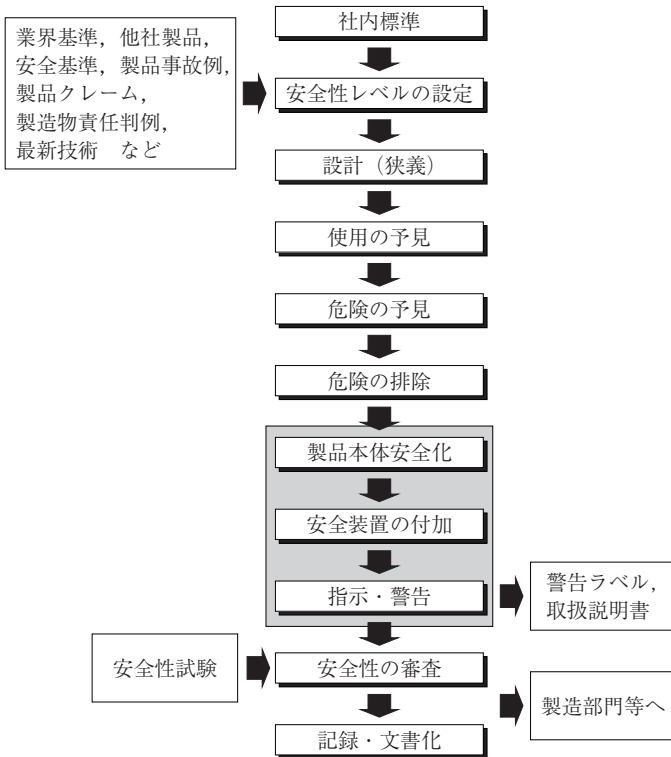 社内標準
業界基準，他社製品，
安全基準，製品事故例，
製品クレーム，
製造物責任判例，
最新技術　など
安全性レベルの設定
設計（狭義）
使用の予見
危険の予見
危険の排除
製品本体安全化
安全装置の付加
指示・警告
警告ラベル，
取扱説明書
安全性試験
安全性の審査
製造部門等へ
記録・文書化